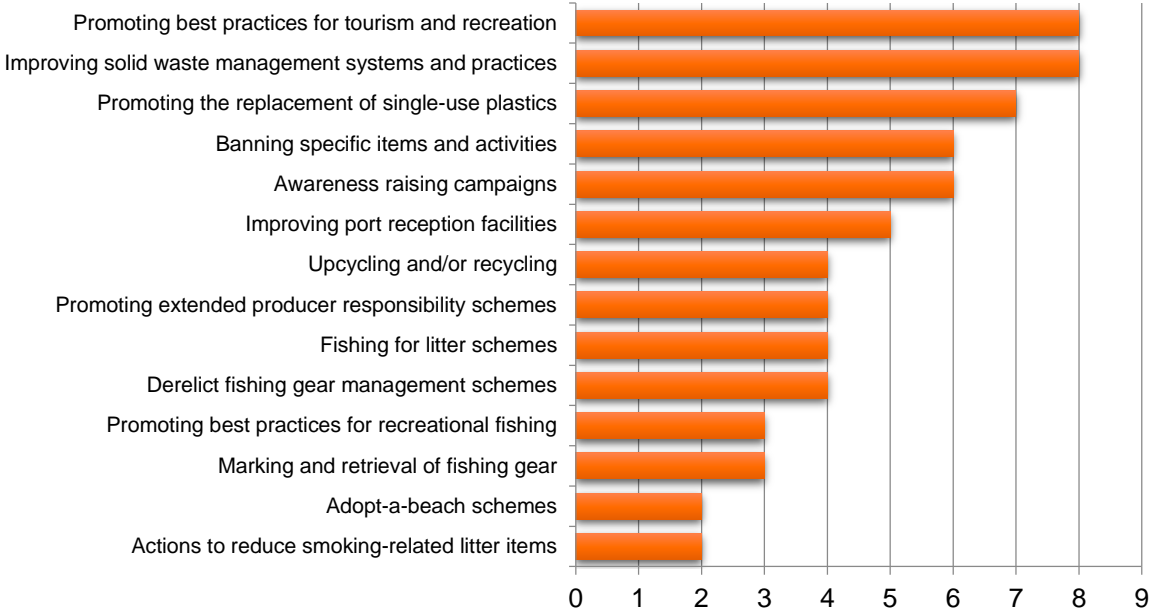 Promoting best practices for tourism and recreation
Improving solid waste management systems and practices
Promoting the replacement of single-use plastics
Banning specific items and activities
Awareness raising campaigns
Improving port reception facilities
Upcycling and/or recycling
Promoting extended producer responsibility schemes
Fishing for litter schemes
Derelict fishing gear management schemes
Promoting best practices for recreational fishing
Marking and retrieval of fishing gear
Adopt-a-beach schemes
Actions to reduce smoking-related litter items
0 1 2 3 4 5 6 7 8 9